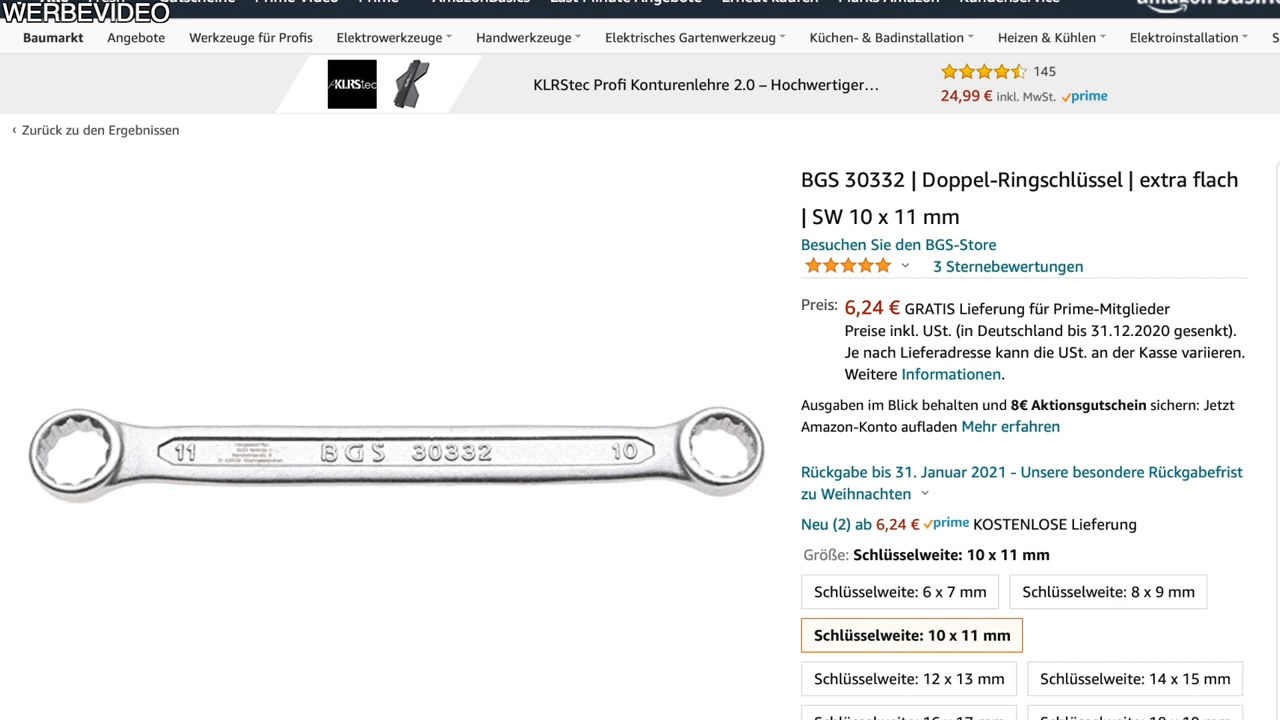 WERBEVIDEO
Baumarkt Angebote Werkzeuge für Profis Elektrowerkzeuge Handwerkzeuge Elektrisches Gartenwerkzeug Küchen- & Badinstallation Heizen & Kühlen Elektroinstallation S
KLRStec
KLRStec Profi Konturenlehre 2.0 – Hochwertiger…
145
24,99 € inkl. MwSt. prime
‹ Zurück zu den Ergebnissen
BGS 30332 | Doppel-Ringschlüssel | extra flach
| SW 10 x 11 mm
Besuchen Sie den BGS-Store
3 Sternebewertungen
Preis: 6,24 € GRATIS Lieferung für Prime-Mitglieder
Preise inkl. USt. (in Deutschland bis 31.12.2020 gesenkt).
Je nach Lieferadresse kann die USt. an der Kasse variieren.
Weitere Informationen.
Ausgaben im Blick behalten und 8€ Aktionsgutschein sichern: Jetzt
Amazon-Konto aufladen Mehr erfahren
11 BGS 30332 10
Rückgabe bis 31. Januar 2021 - Unsere besondere Rückgabefrist
zu Weihnachten
Neu (2) ab 6,24 € prime KOSTENLOSE Lieferung
Größe: Schlüsselweite: 10 x 11 mm
Schlüsselweite: 6 x 7 mm Schlüsselweite: 8 x 9 mm
Schlüsselweite: 10 x 11 mm
Schlüsselweite: 12 x 13 mm Schlüsselweite: 14 x 15 mm